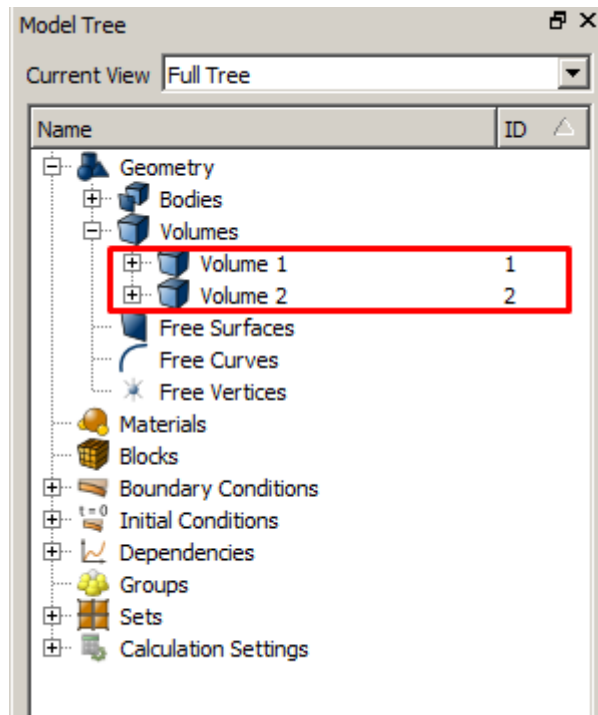 Model Tree
Current View Full Tree
Name ID
Geometry
Bodies
Volumes
Volume 1 1
Volume 2 2
Free Surfaces
Free Curves
Free Vertices
Materials
Blocks
Boundary Conditions
t=0 Initial Conditions
Dependencies
Groups
Sets
Calculation Settings